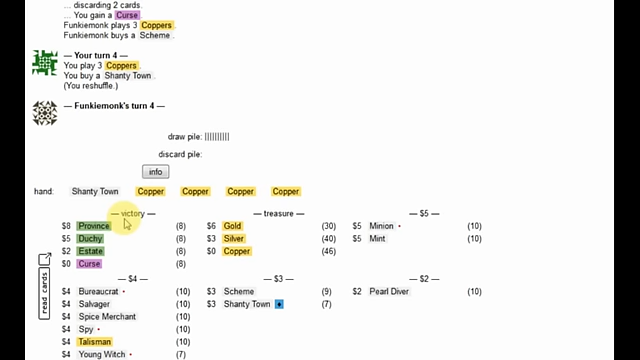 ... discarding 2 cards.
... You gain a Curse.
Funkiemonk plays 3 Coppers.
Funkiemonk buys a Scheme.
— Your turn 4 —
You play 3 Coppers.
You buy a Shanty Town.
(You reshuffle.)
— Funkiemonk's turn 4 —
draw pile: ||||||||||
discard pile:
info
hand: Shanty Town Copper Copper Copper Copper
— victory — — treasure — — $5 —
$8 Province (8) $6 Gold (30) $5 Minion (10)
$5 Duchy (8) $3 Silver (40) $5 Mint (10)
$2 Estate (8) $0 Copper (46)
$0 Curse (8)
read cards
— $4 — — $3 — — $2 —
$4 Bureaucrat (10) $3 Scheme (9) $2 Pearl Diver (10)
$4 Salvager (10) $3 Shanty Town (7)
$4 Spice Merchant (10)
$4 Spy (10)
$4 Talisman (10)
$4 Young Witch (7)